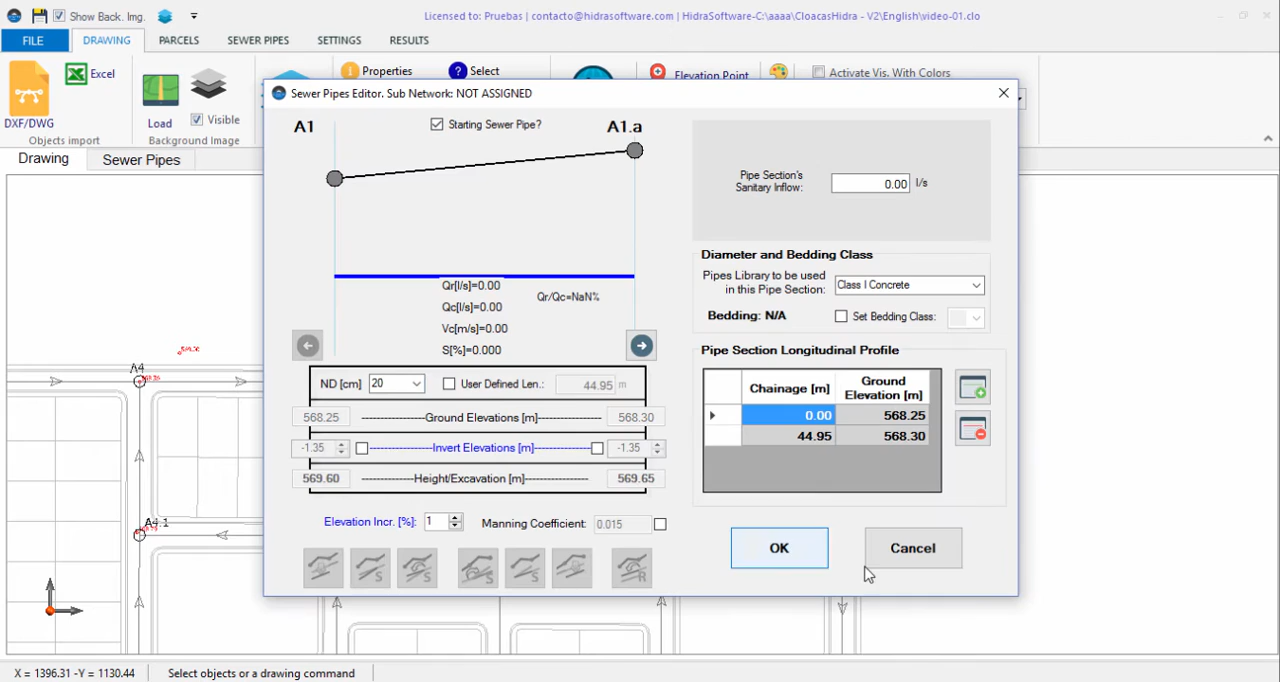 Show Back. Img.
Licensed to: Pruebas | contacto@hidrasoftware.com | HidraSoftware-C:\aaaa\CloacasHidra - V2\English\video-01.clo
FILE DRAWING PARCELS SEWER PIPES SETTINGS RESULTS
Properties ? Select Elevation Point Activate Vis. With Colors
Excel
DXF/DWG Load Visible
Objects import Background Image
Drawing Sewer Pipes
Sewer Pipes Editor. Sub Network: NOT ASSIGNED
A1 Starting Sewer Pipe? A1.a
Pipe Section's
Sanitary Inflow: 0.00 l/s
Diameter and Bedding Class
Pipes Library to be used
in this Pipe Section: Class I Concrete
Bedding: N/A Set Bedding Class:
Qr[l/s]=0.00 Qr/Qc=NaN%
Qc[l/s]=0.00
Vc[m/s]=0.00
S[%]=0.000
ND [cm] 20 User Defined Len.: 44.95 m
568.25 ----------------Ground Elevations [m]---------------- 568.30
-1.35 ----------------Invert Elevations [m]---------------- -1.35
569.60 --------------Height/Excavation [m]-------------- 569.65
Elevation Incr. [%]: 1 Manning Coefficient: 0.015
S S S S R
Pipe Section Longitudinal Profile
Chainage [m] Ground
Elevation [m]
0.00 568.25
44.95 568.30
OK Cancel
A4
A4.1
X = 1396.31 -Y = 1130.44 Select objects or a drawing command